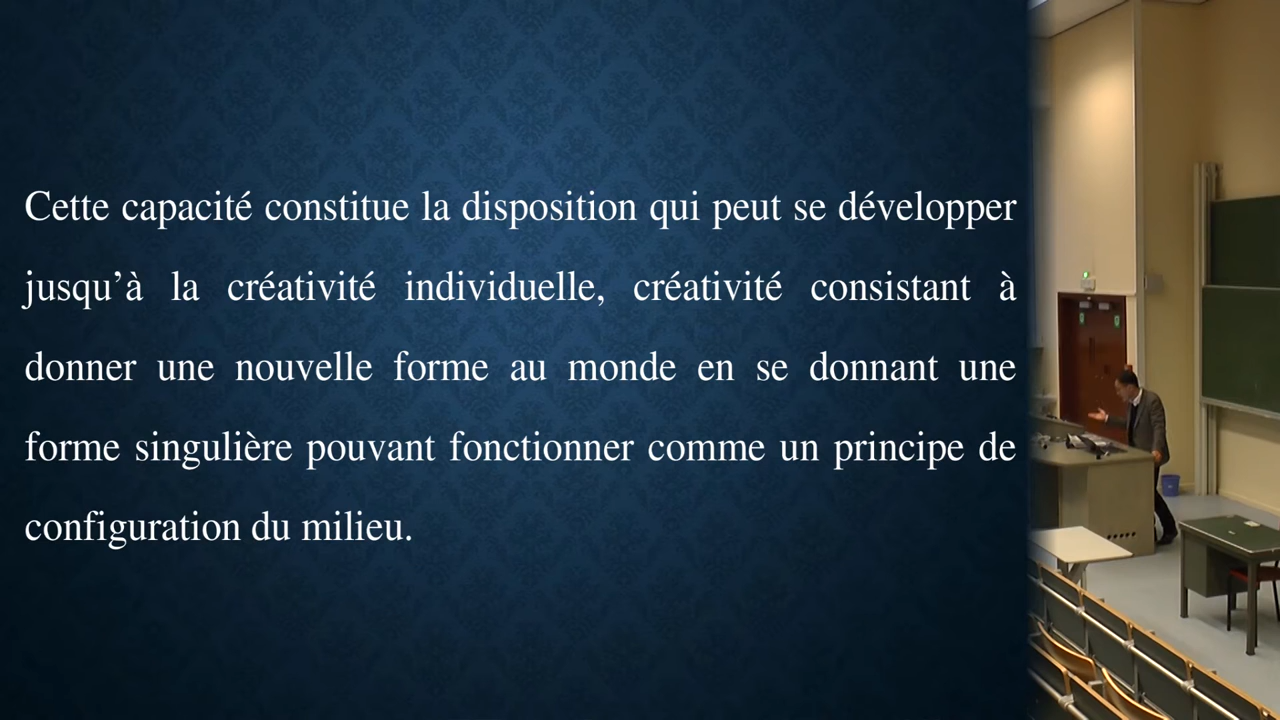 Cette capacité constitue la disposition qui peut se développer
jusqu’à la créativité individuelle, créativité consistant à
donner une nouvelle forme au monde en se donnant une
forme singulière pouvant fonctionner comme un principe de
configuration du milieu.